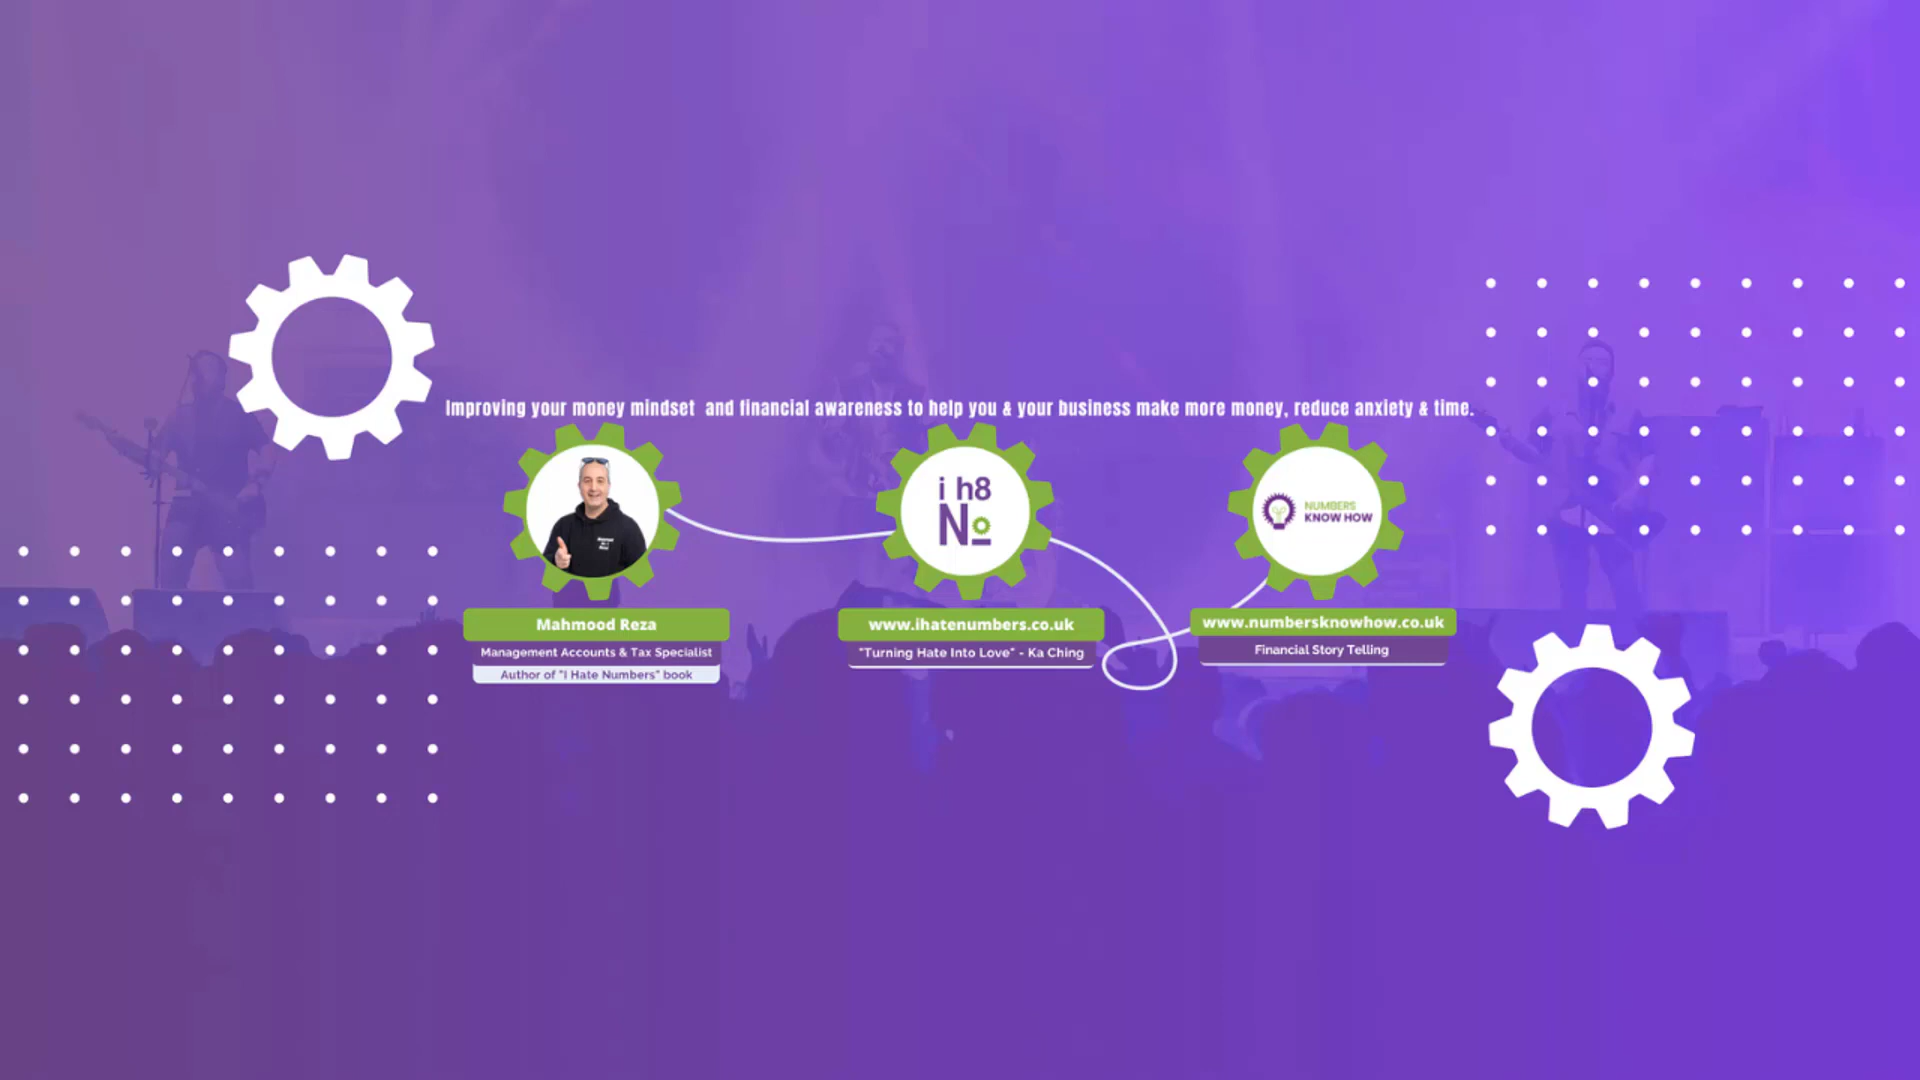 Improving your money mindset and financial awareness to help you & your business make more money, reduce anxiety & time.
i h8
No
NUMBERS
KNOW HOW
Mahmood Reza
Management Accounts & Tax Specialist
Author of "I Hate Numbers" book
www.ihatenumbers.co.uk
"Turning Hate Into Love" - Ka Ching
www.numbersknowhow.co.uk
Financial Story Telling